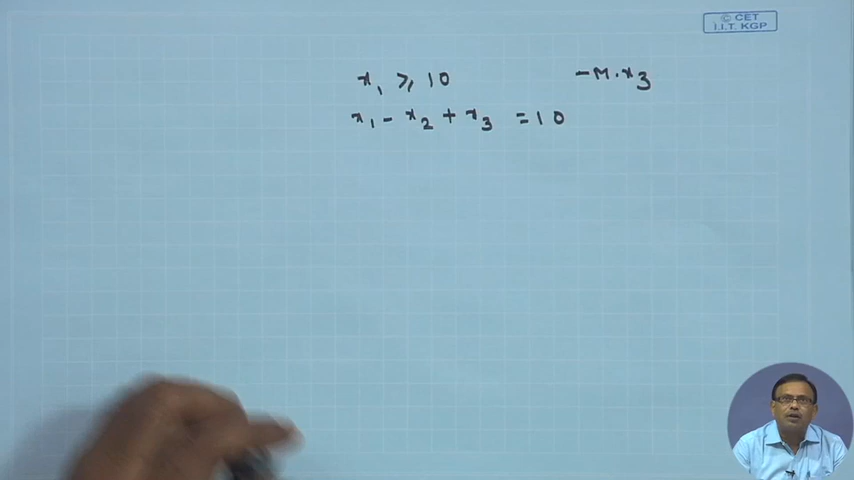 © CET
I.I.T. KGP
x₁ ≥ 10
- M . x₃
x₁ - x₂ + x₃ = 10